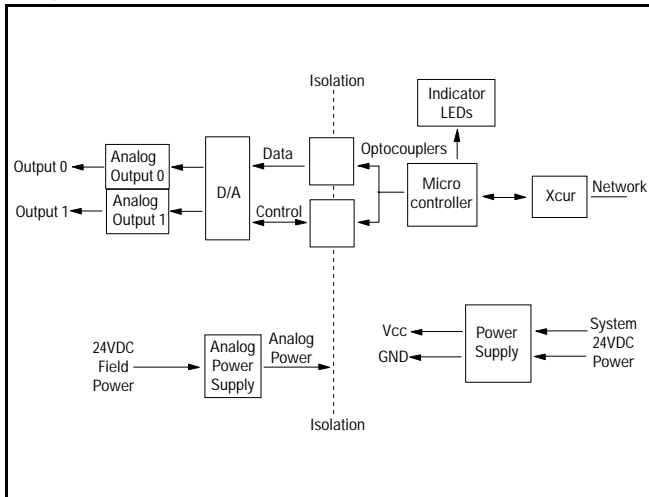 Isolation
Indicator
LEDs
Optocouplers
Data
Analog
Output 0
Output 0
D/A
Micro
controller
Xcur
Network
Output 1
Analog
Output 1
Control
24VDC
Field
Power
Analog
Power
Supply
Analog
Power
Vcc
GND
Power
Supply
System
24VDC
Power
Isolation